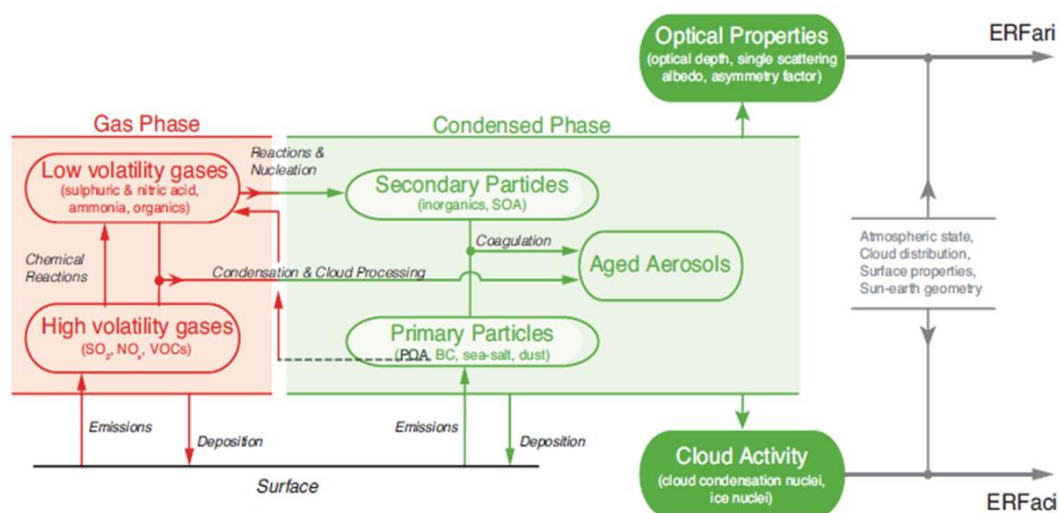 Optical Properties
(optical depth, single scattering
albedo, asymmetry factor)
ERFari
Gas Phase
Condensed Phase
Low volatility gases
(sulphuric & nitric acid,
ammonia, organics)
Reactions &
Nucleation
Secondary Particles
(inorganics, SOA)
Chemical
Reactions
Coagulation
Condensation & Cloud Processing
Aged Aerosols
Atmospheric state,
Cloud distribution,
Surface properties,
Sun-earth geometry
High volatility gases
(SO₂, NOₓ, VOCs)
Primary Particles
(POA, BC, sea-salt, dust)
Emissions
Deposition
Emissions
Deposition
Surface
Cloud Activity
(cloud condensation nuclei,
ice nuclei)
ERFaci